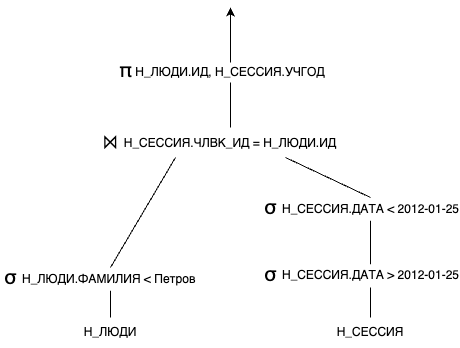 π Н_ЛЮДИ.ИД, Н_СЕССИЯ.УЧГОД
⋈ Н_СЕССИЯ.ЧЛВК_ИД = Н_ЛЮДИ.ИД
σ Н_СЕССИЯ.ДАТА < 2012-01-25
σ Н_ЛЮДИ.ФАМИЛИЯ < Петров
σ Н_СЕССИЯ.ДАТА > 2012-01-25
Н_ЛЮДИ
Н_СЕССИЯ